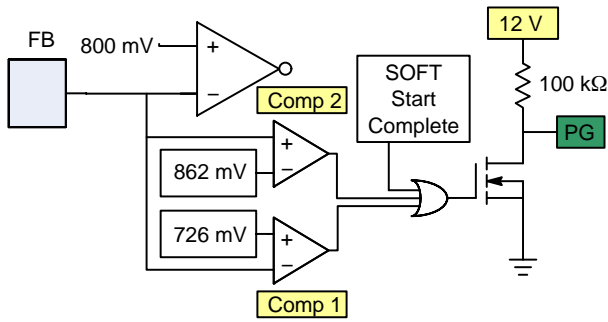 FB
800 mV
+
−
Comp 2
+
−
862 mV
726 mV
+
−
Comp 1
SOFT
Start
Complete
12 V
100 kΩ
PG